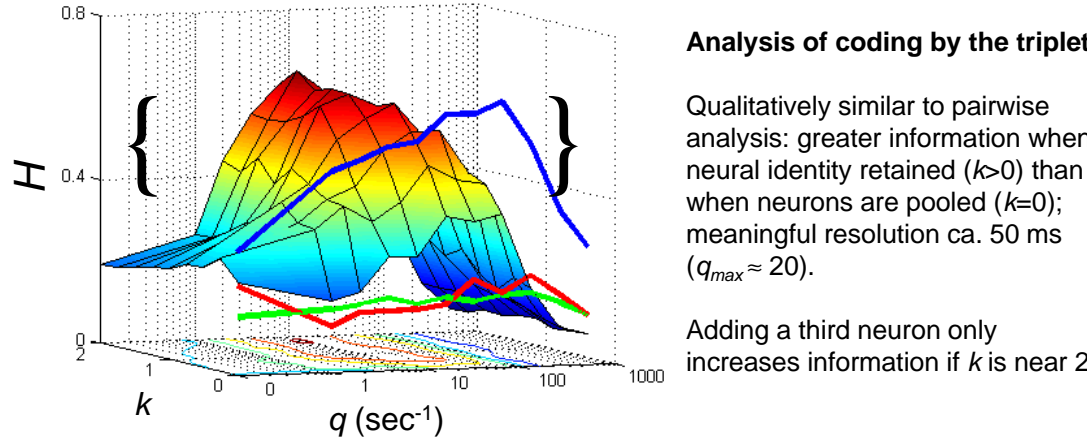 0.8
0.4
0
H
{ }
2
1
0
k
0
1
10
100
1000
q (sec⁻¹)
Analysis of coding by the triplet
Qualitatively similar to pairwise
analysis: greater information when
neural identity retained (k>0) than
when neurons are pooled (k=0);
meaningful resolution ca. 50 ms
(qmax ≈ 20).
Adding a third neuron only
increases information if k is near 2